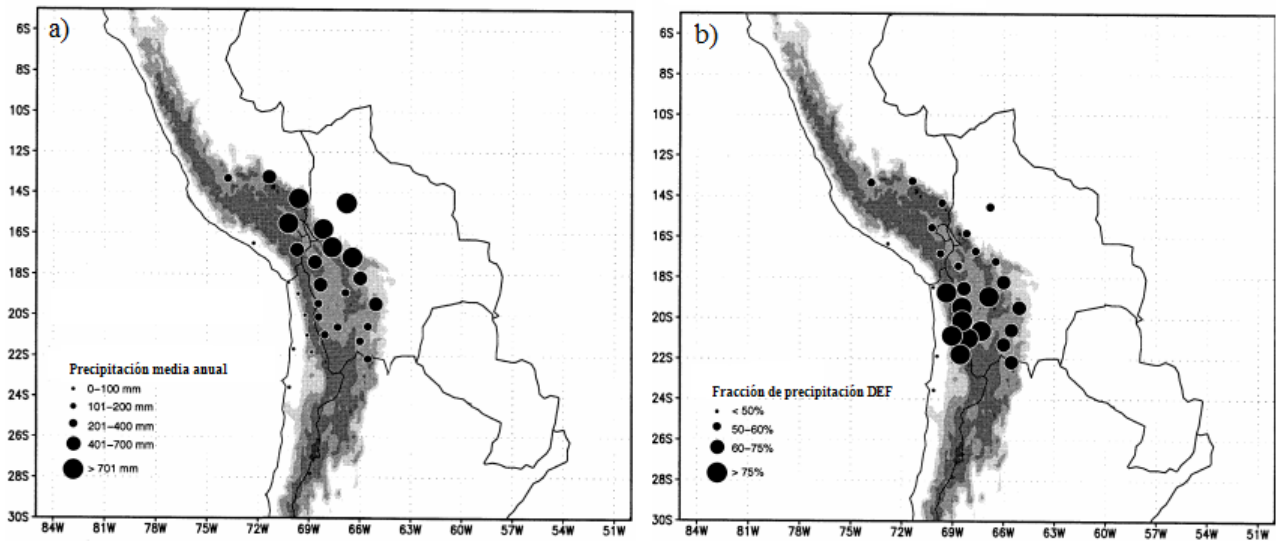 a)
6S
8S
10S
12S
14S
16S
18S
20S
22S
24S
26S
28S
30S
84W 81W 78W 75W 72W 69W 66W 63W 60W 57W 54W
Precipitación media anual
0–100 mm
101–200 mm
201–400 mm
401–700 mm
> 701 mm
b)
6S
8S
10S
12S
14S
16S
18S
20S
22S
24S
26S
28S
30S
84W 81W 78W 75W 72W 69W 66W 63W 60W 57W 54W
Fracción de precipitación DEF
< 50%
50–60%
60–75%
> 75%